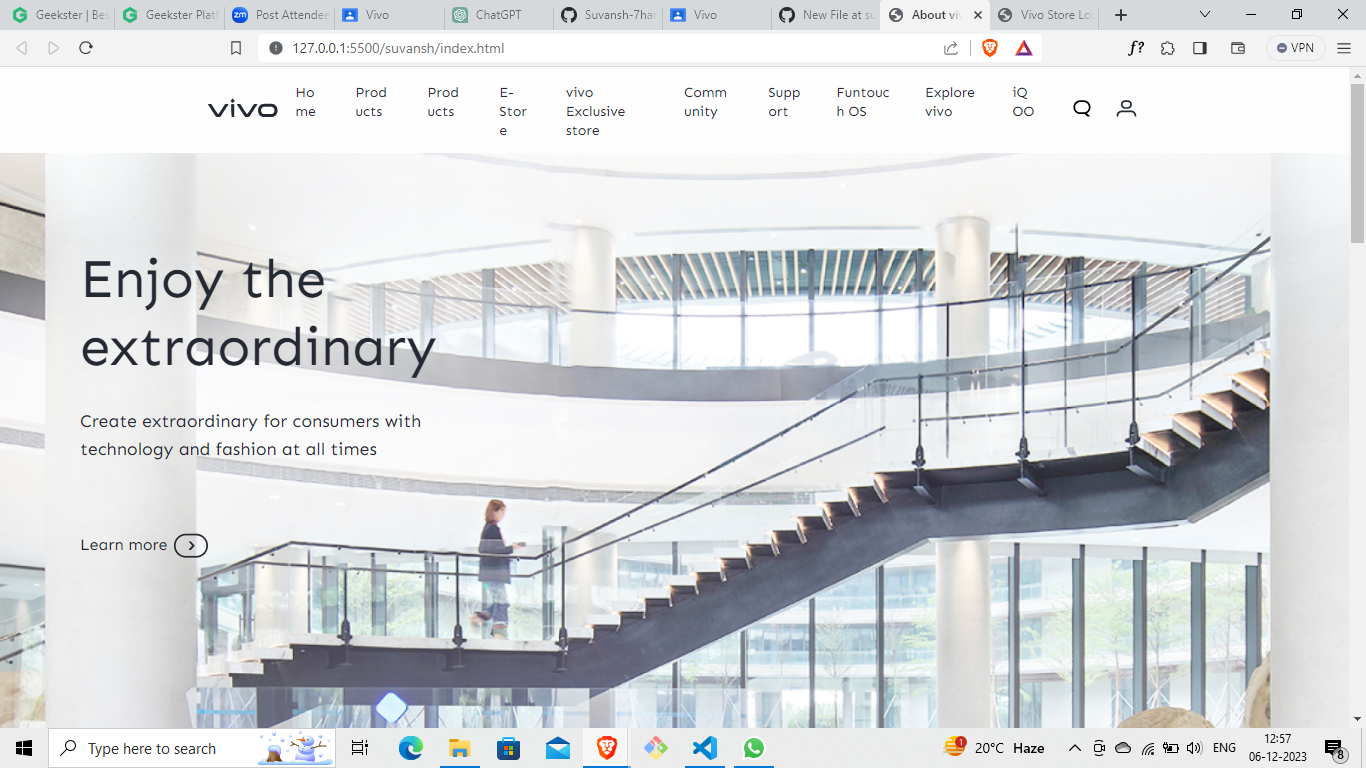 Geekster | Bes
Geekster Platf
Post Attendee
Vivo
ChatGPT
Suvansh-7har
Vivo
New File at su
About viv
Vivo Store Loc
127.0.0.1:5500/suvansh/index.html
VPN
vivo
Ho
me
Prod
ucts
Prod
ucts
E-
Stor
e
vivo
Exclusive
store
Comm
unity
Supp
ort
Funtouc
h OS
Explore
vivo
iQ
OO
Enjoy the
extraordinary
Create extraordinary for consumers with
technology and fashion at all times
Learn more
Type here to search
1
20°C Haze
ENG
12:57
06-12-2023
8